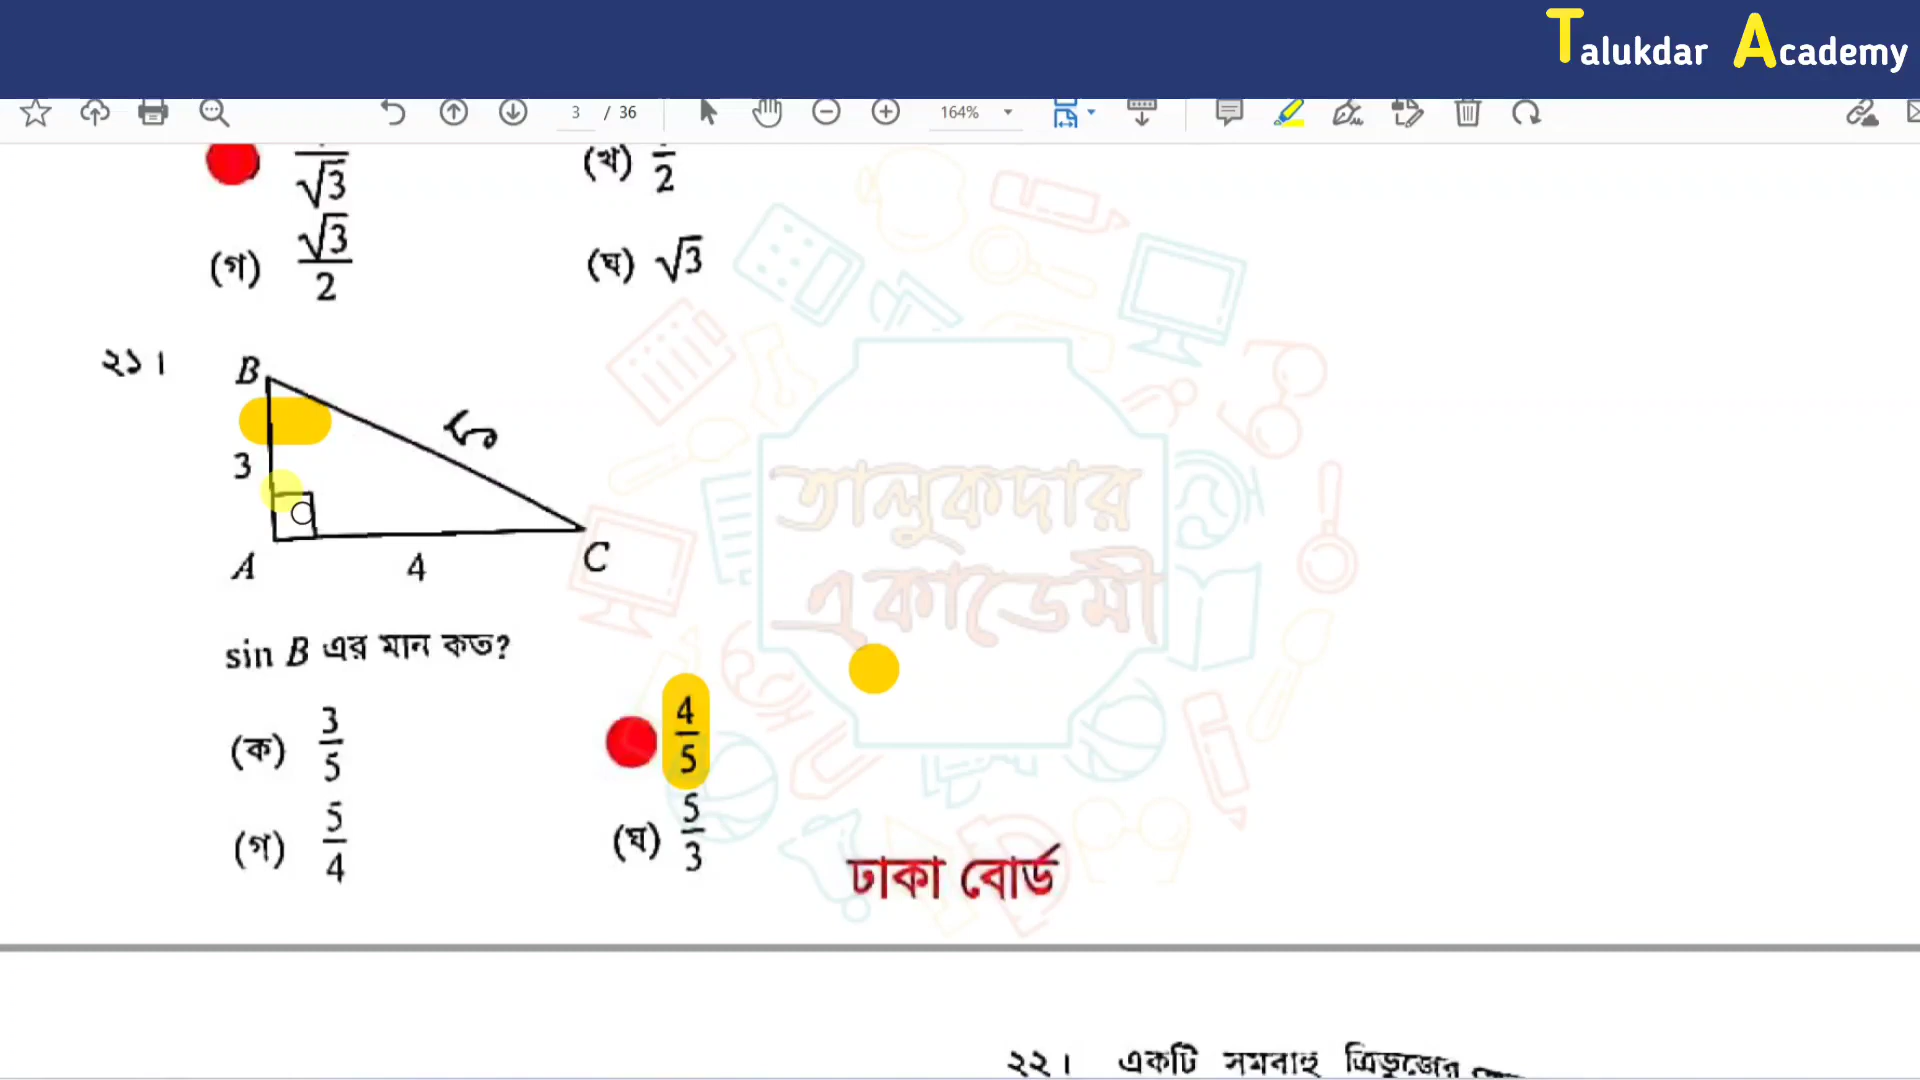 Talukdar Academy
3 / 36 164%
√3 (খ) 2
(গ) √3/2 (ঘ) √3
২১।
B
5
3
A 4 C
তালুকদার
একাডেমী
sin B এর মান কত?
(ক) 3/5 4/5
(গ) 5/4 (ঘ) 5/3
ঢাকা বোর্ড
২২। একটি সমবাহু ত্রিভুজের